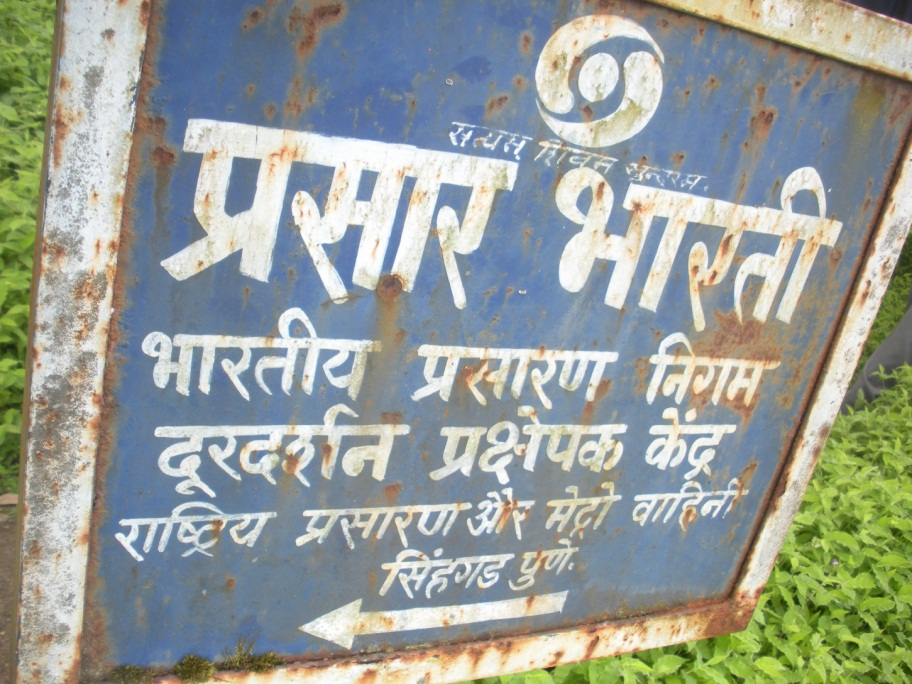 सत्यम् शिवम सुन्दरम.
प्रसार भारती
भारतीय प्रसारण निगम
दूरदर्शन प्रक्षेपक केंद्र
राष्ट्रिय प्रसारण और मेट्रो वाहिनी
सिंहगड पुणे.